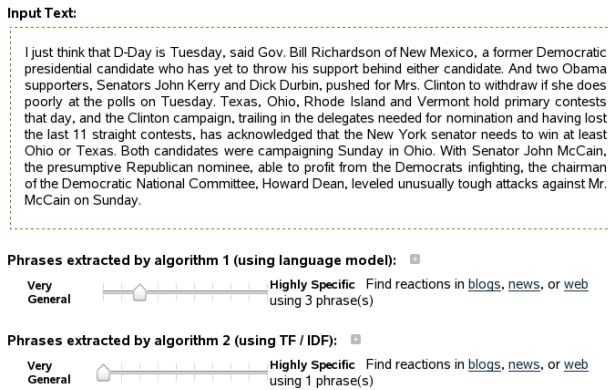 Input Text:
I just think that D-Day is Tuesday, said Gov. Bill Richardson of New Mexico, a former Democratic
presidential candidate who has yet to throw his support behind either candidate. And two Obama
supporters, Senators John Kerry and Dick Durbin, pushed for Mrs. Clinton to withdraw if she does
poorly at the polls on Tuesday. Texas, Ohio, Rhode Island and Vermont hold primary contests
that day, and the Clinton campaign, trailing in the delegates needed for nomination and having lost
the last 11 straight contests, has acknowledged that the New York senator needs to win at least
Ohio or Texas. Both candidates were campaigning Sunday in Ohio. With Senator John McCain,
the presumptive Republican nominee, able to profit from the Democrats infighting, the chairman
of the Democratic National Committee, Howard Dean, leveled unusually tough attacks against Mr.
McCain on Sunday.
Phrases extracted by algorithm 1 (using language model):
Very Highly Specific Find reactions in blogs, news, or web
General using 3 phrase(s)
Phrases extracted by algorithm 2 (using TF / IDF):
Very Highly Specific Find reactions in blogs, news, or web
General using 1 phrase(s)